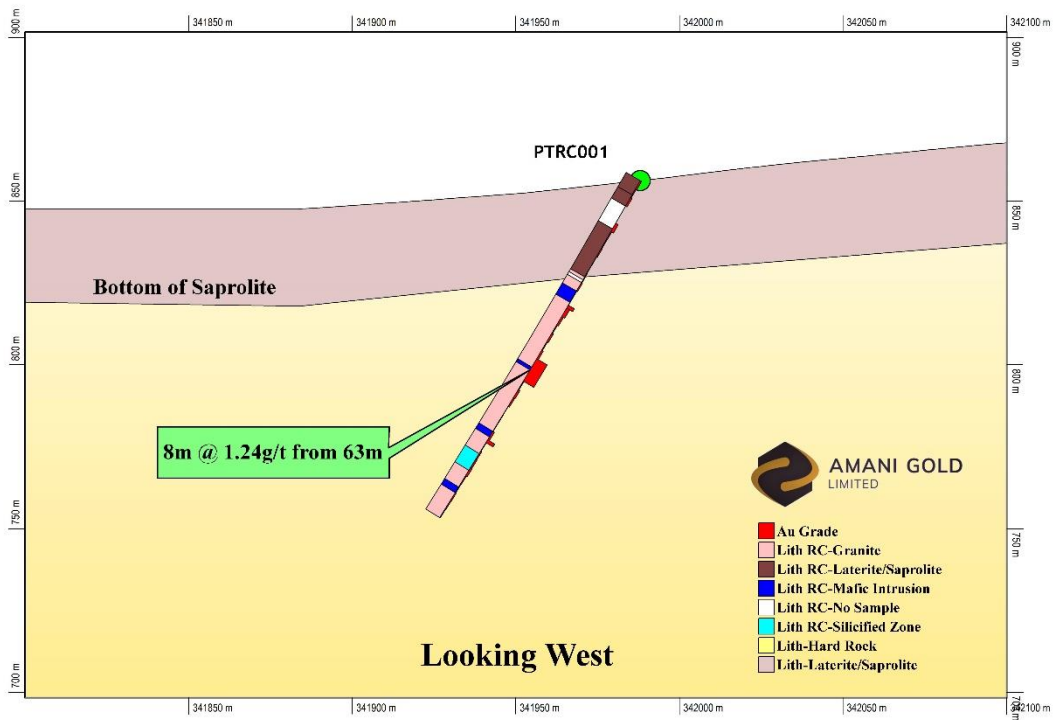 341850 m 341900 m 341950 m 342000 m 342050 m 342100 m
900 m 900 m
PTRC001
850 m 850 m
Bottom of Saprolite
800 m 800 m
8m @ 1.24g/t from 63m
AMANI GOLD
LIMITED
750 m 750 m
Au Grade
Lith RC-Granite
Lith RC-Laterite/Saprolite
Lith RC-Mafic Intrusion
Lith RC-No Sample
Lith RC-Silicified Zone
Lith-Hard Rock
Lith-Laterite/Saprolite
Looking West
700 m 700 m
341850 m 341900 m 341950 m 342000 m 342050 m 342100 m